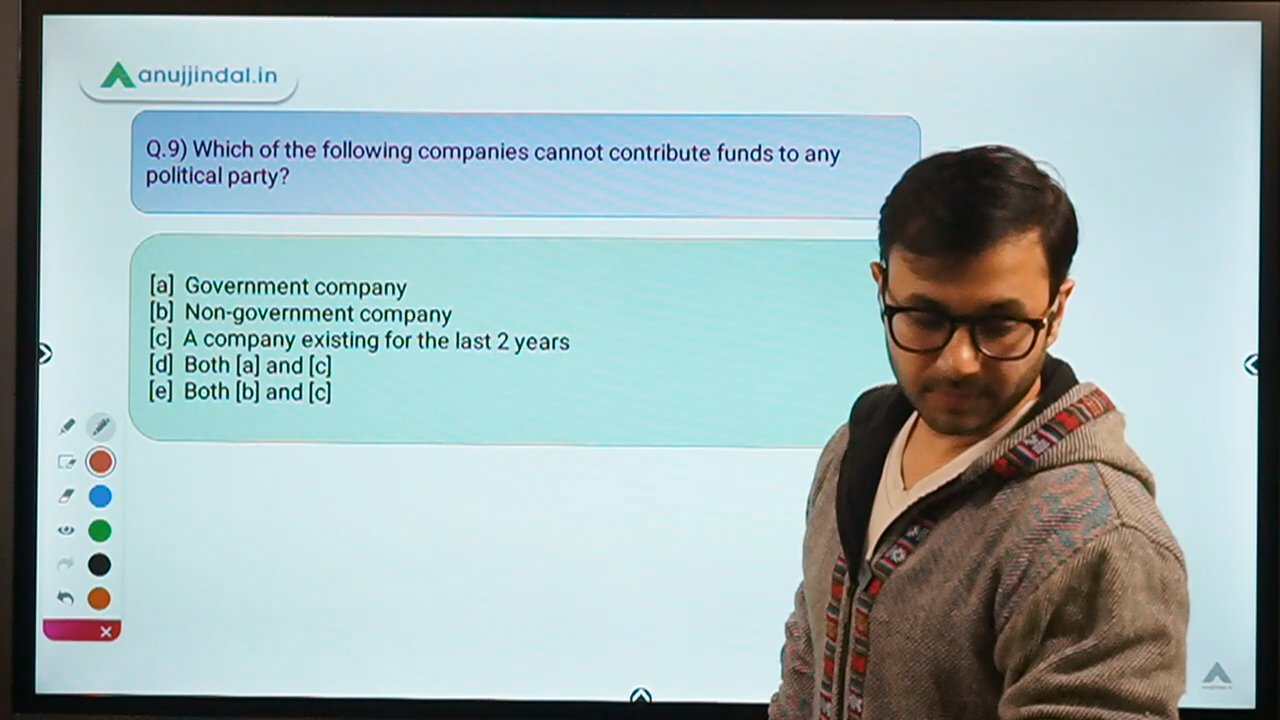 anujjindal.in
Q.9) Which of the following companies cannot contribute funds to any
political party?
[a] Government company
[b] Non-government company
[c] A company existing for the last 2 years
[d] Both [a] and [c]
[e] Both [b] and [c]